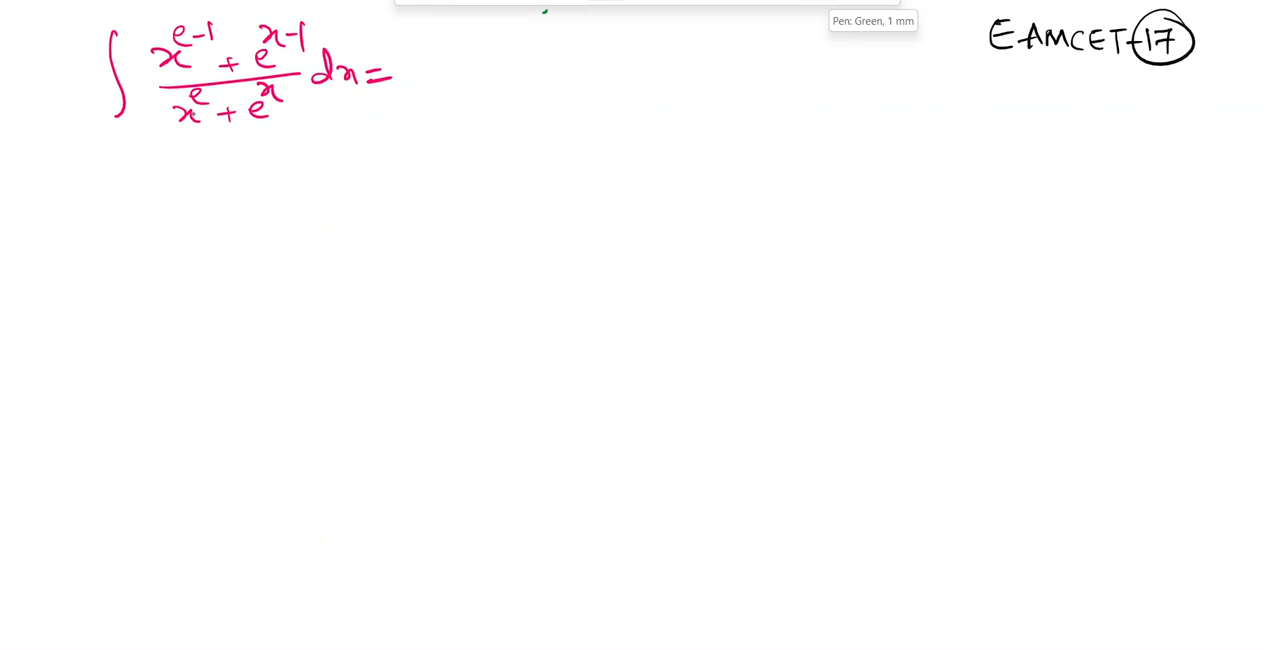 Pen: Green, 1 mm
EAMCET-17
∫ (x^(e-1) + e^(x-1)) / (x^e + e^x) dx =